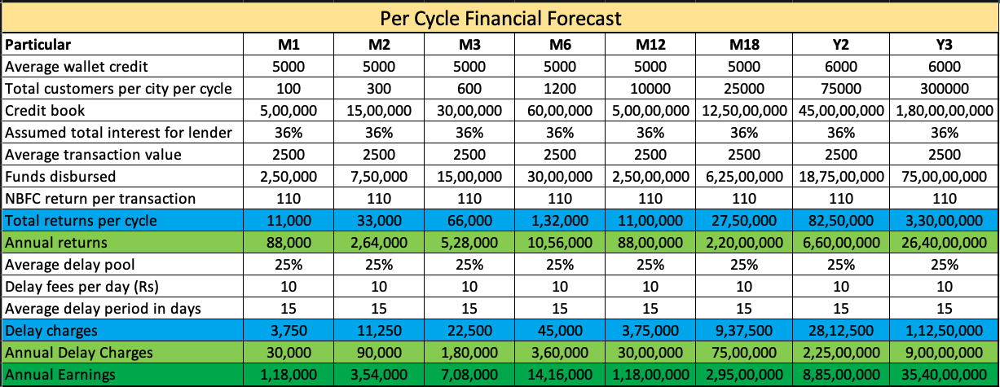 Per Cycle Financial Forecast
Particular M1 M2 M3 M6 M12 M18 Y2 Y3
Average wallet credit 5000 5000 5000 5000 5000 5000 6000 6000
Total customers per city per cycle 100 300 600 1200 10000 25000 75000 300000
Credit book 5,00,000 15,00,000 30,00,000 60,00,000 5,00,00,000 12,50,00,000 45,00,00,000 1,80,00,00,000
Assumed total interest for lender 36% 36% 36% 36% 36% 36% 36% 36%
Average transaction value 2500 2500 2500 2500 2500 2500 2500 2500
Funds disbursed 2,50,000 7,50,000 15,00,000 30,00,000 2,50,00,000 6,25,00,000 18,75,00,000 75,00,00,000
NBFC return per transaction 110 110 110 110 110 110 110 110
Total returns per cycle 11,000 33,000 66,000 1,32,000 11,00,000 27,50,000 82,50,000 3,30,00,000
Annual returns 88,000 2,64,000 5,28,000 10,56,000 88,00,000 2,20,00,000 6,60,00,000 26,40,00,000
Average delay pool 25% 25% 25% 25% 25% 25% 25% 25%
Delay fees per day (Rs) 10 10 10 10 10 10 10 10
Average delay period in days 15 15 15 15 15 15 15 15
Delay charges 3,750 11,250 22,500 45,000 3,75,000 9,37,500 28,12,500 1,12,50,000
Annual Delay Charges 30,000 90,000 1,80,000 3,60,000 30,00,000 75,00,000 2,25,00,000 9,00,00,000
Annual Earnings 1,18,000 3,54,000 7,08,000 14,16,000 1,18,00,000 2,95,00,000 8,85,00,000 35,40,00,000